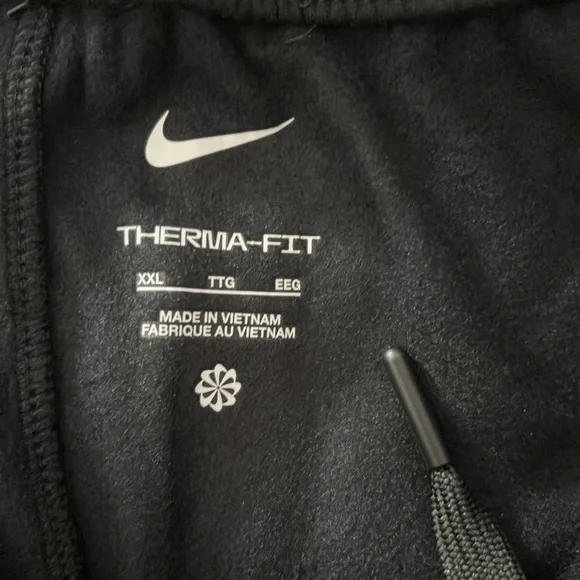 THERMA-FIT
XXL TTG EEG
MADE IN VIETNAM
FABRIQUE AU VIETNAM